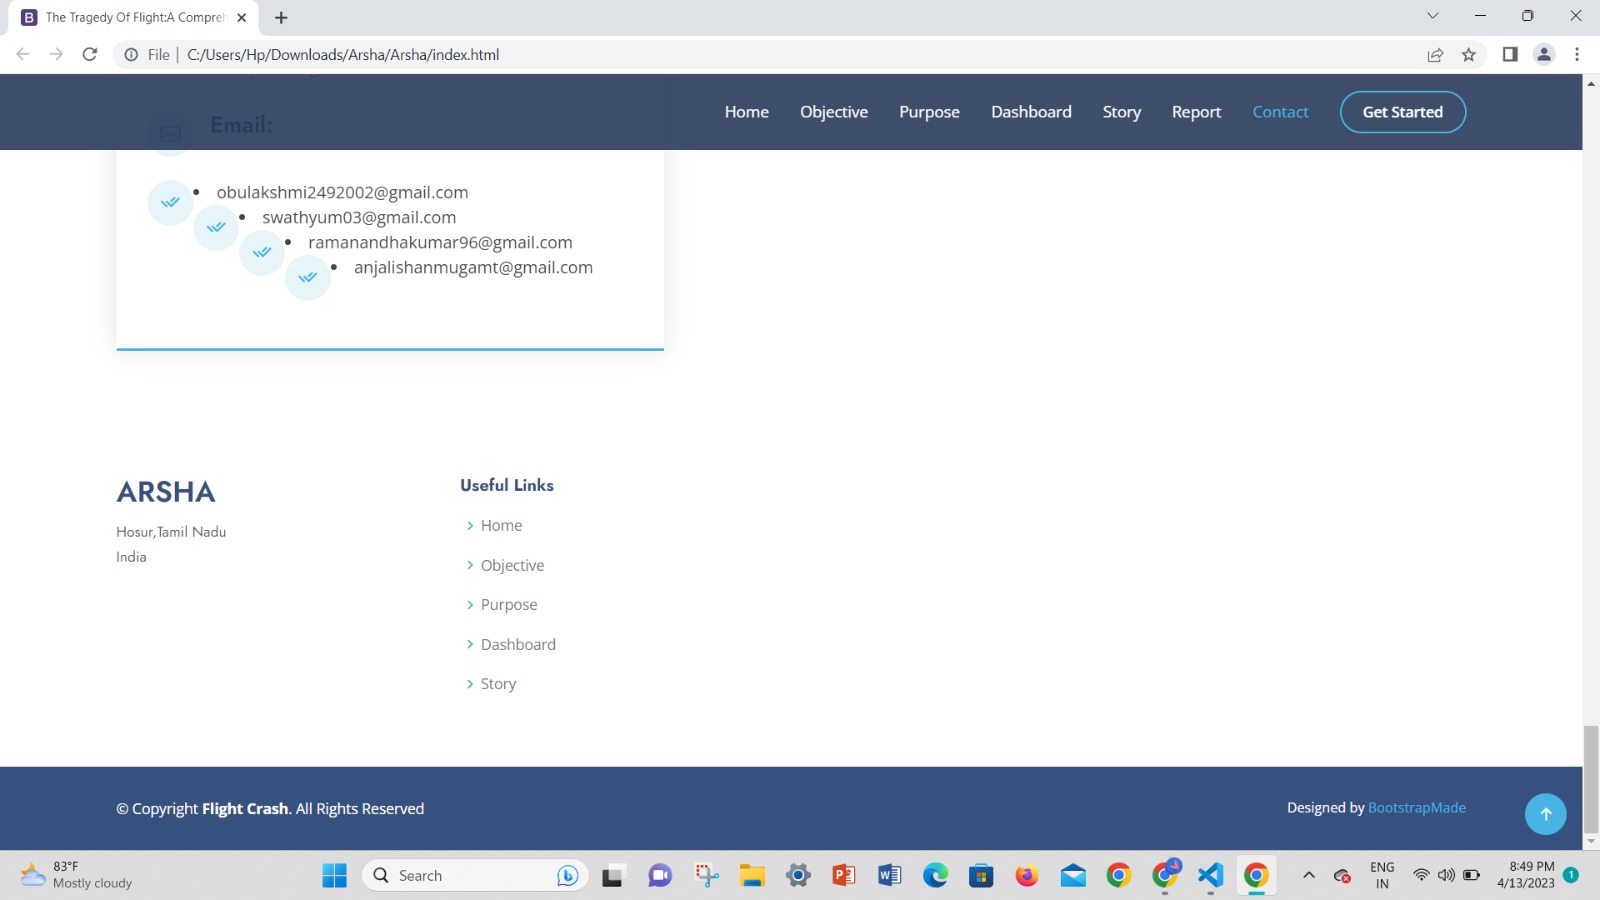 The Tragedy Of Flight:A Compreh
File
C:/Users/Hp/Downloads/Arsha/Arsha/index.html
Home Objective Purpose Dashboard Story Report Contact Get Started
Email:
obulakshmi2492002@gmail.com
swathyum03@gmail.com
ramanandhakumar96@gmail.com
anjalishanmugamt@gmail.com
ARSHA
Hosur,Tamil Nadu
India
Useful Links
Home
Objective
Purpose
Dashboard
Story
© Copyright Flight Crash. All Rights Reserved
Designed by BootstrapMade
83°F
Mostly cloudy
Search
ENG
IN
8:49 PM
4/13/2023
1